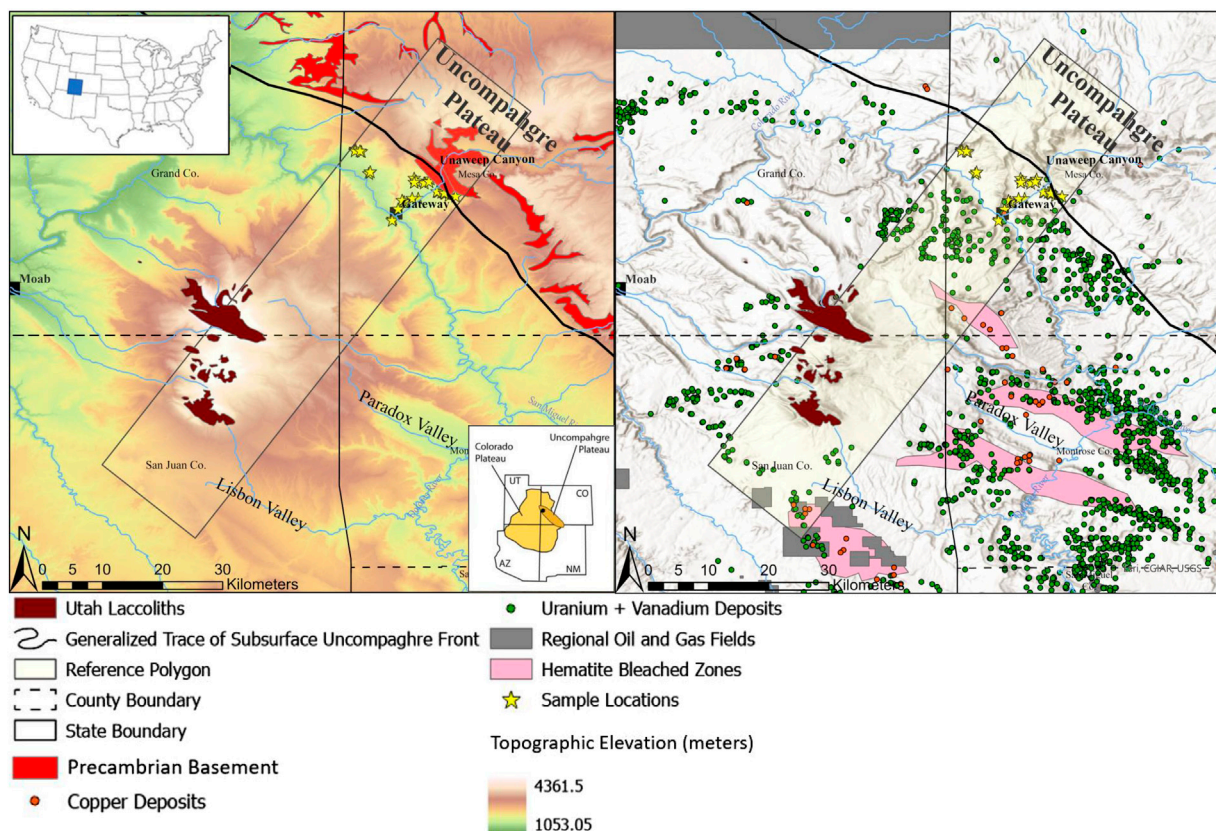 Uncompahgre
Plateau
Unaweep Canyon
Mesa Co.
Grand Co.
Gateway
Moab
Paradox Valley
San Miguel R
San Juan Co.
Lisbon Valley
Colorado
Plateau
Uncompahgre
Plateau
UT
CO
AZ
NM
N
0 5 10 20 30
Kilometers
Uncompahgre
Plateau
Unaweep Canyon
Mesa Co.
Grand Co.
Gateway
Moab
Paradox Valley
Montrose Co.
San Juan Co.
Lisbon Valley
N
0 5 10 20 30
Kilometers
Utah Laccoliths
Generalized Trace of Subsurface Uncompaghre Front
Reference Polygon
County Boundary
State Boundary
Precambrian Basement
Copper Deposits
Uranium + Vanadium Deposits
Regional Oil and Gas Fields
Hematite Bleached Zones
Sample Locations
Topographic Elevation (meters)
4361.5
1053.05